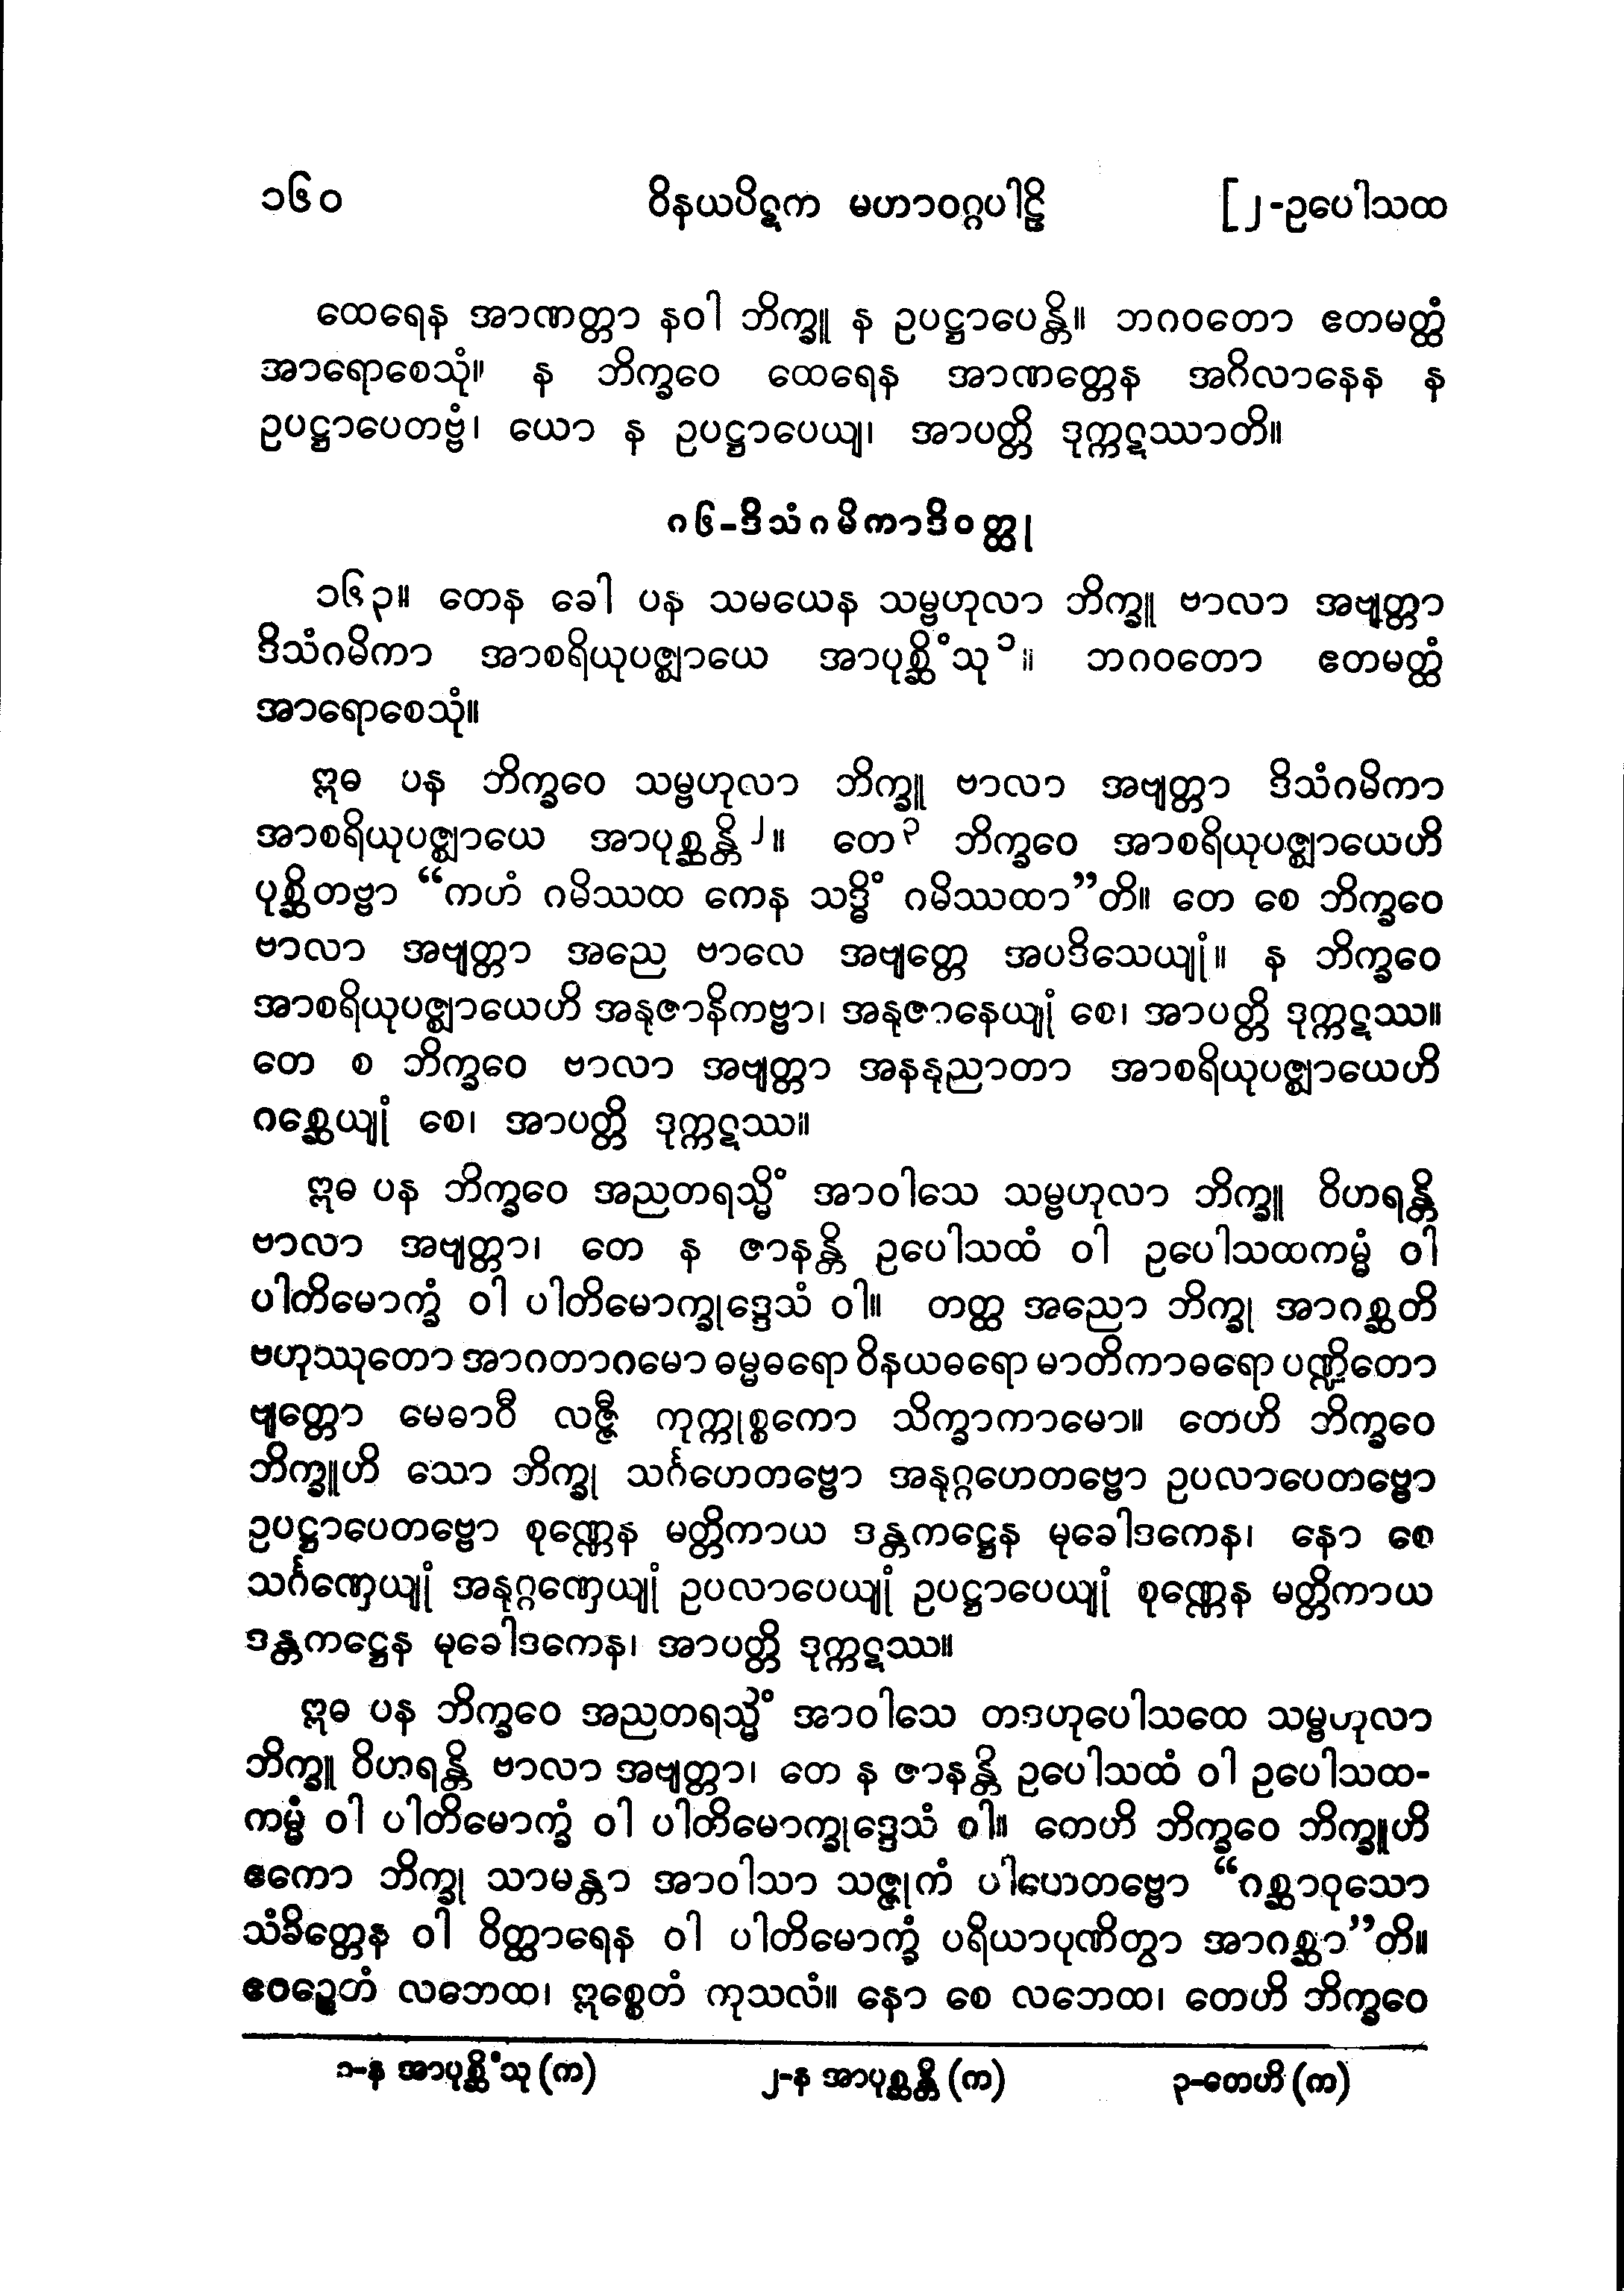 ၁၆၀ ဝိနယပိဋက မဟာဝဂ္ဂပါဠိ [၂-ဥပေါသထ
ထေရေန အာဏတ္တာ နဝါ ဘိက္ခူ န ဥပဋ္ဌာပေန္တိ။ ဘဂဝတော ဧတမတ္ထံ
အာရောစေသုံ။ န ဘိက္ခဝေ ထေရေန အာဏတ္တေန အဂိလာနေန န
ဥပဋ္ဌာပေတဗ္ဗံ၊ ယော န ဥပဋ္ဌာပေယျ၊ အာပတ္တိ ဒုက္ကဋဿာတိ။
၈၆-ဒိသံဂမိကာဒိဝတ္ထု
၁၆၃။ တေန ခေါ ပန သမယေန သမ္ဗဟုလာ ဘိက္ခူ ဗာလာ အဗျတ္တာ
ဒိသံဂမိကာ အာစရိယုပဇ္ဈာယေ အာပုစ္ဆိံသု၁။ ဘဂဝတော ဧတမတ္ထံ
အာရောစေသုံ။
ဣဓ ပန ဘိက္ခဝေ သမ္ဗဟုလာ ဘိက္ခူ ဗာလာ အဗျတ္တာ ဒိသံဂမိကာ
အာစရိယုပဇ္ဈာယေ အာပုစ္ဆန္တိ၂။ တေ၃ ဘိက္ခဝေ အာစရိယုပဇ္ဈာယေဟိ
ပုစ္ဆိတဗ္ဗာ “ကဟံ ဂမိဿထ ကေန သဒ္ဓိံ ဂမိဿထာ”တိ။ တေ စေ ဘိက္ခဝေ
ဗာလာ အဗျတ္တာ အညေ ဗာလေ အဗျတ္တေ အပဒိသေယျုံ။ န ဘိက္ခဝေ
အာစရိယုပဇ္ဈာယေဟိ အနုဇာနိကဗ္ဗာ၊ အနုဇာနေယျုံ စေ၊ အာပတ္တိ ဒုက္ကဋဿ။
တေ စ ဘိက္ခဝေ ဗာလာ အဗျတ္တာ အနနုညာတာ အာစရိယုပဇ္ဈာယေဟိ
ဂစ္ဆေယျုံ စေ၊ အာပတ္တိ ဒုက္ကဋဿ။
ဣဓ ပန ဘိက္ခဝေ အညတရသ္မိံ အာဝါသေ သမ္ဗဟုလာ ဘိက္ခူ ဝိဟရန္တိ
ဗာလာ အဗျတ္တာ၊ တေ န ဇာနန္တိ ဥပေါသထံ ဝါ ဥပေါသထကမ္မံ ဝါ
ပါတိမောက္ခံ ဝါ ပါတိမောက္ခုဒ္ဒေသံ ဝါ။ တတ္ထ အညော ဘိက္ခု အာဂစ္ဆတိ
ဗဟုဿုတော အာဂတာဂမော ဓမ္မဓရော ဝိနယဓရော မာတိကာဓရော ပဏ္ဍိတော
ဗျတ္တော မေဓာဝီ လဇ္ဇီ ကုက္ကုစ္စကော သိက္ခာကာမော။ တေဟိ ဘိက္ခဝေ
ဘိက္ခူဟိ သော ဘိက္ခု သင်္ဂဟေတဗ္ဗော အနုဂ္ဂဟေတဗ္ဗော ဥပလာပေတဗ္ဗော
ဥပဋ္ဌာပေတဗ္ဗော စုဏ္ဏေန မတ္တိကာယ ဒန္တကဋ္ဌေန မုခေါဒကေန၊ နော စေ
သင်္ဂဏှေယျုံ အနုဂ္ဂဏှေယျုံ ဥပလာပေယျုံ ဥပဋ္ဌာပေယျုံ စုဏ္ဏေန မတ္တိကာယ
ဒန္တကဋ္ဌေန မုခေါဒကေန၊ အာပတ္တိ ဒုက္ကဋဿ။
ဣဓ ပန ဘိက္ခဝေ အညတရသ္မိံ အာဝါသေ တဒဟုပေါသထေ သမ္ဗဟုလာ
ဘိက္ခူ ဝိဟရန္တိ ဗာလာ အဗျတ္တာ၊ တေ န ဇာနန္တိ ဥပေါသထံ ဝါ ဥပေါသထ-
ကမ္မံ ဝါ ပါတိမောက္ခံ ဝါ ပါတိမောက္ခုဒ္ဒေသံ ဝါ။ တေဟိ ဘိက္ခဝေ ဘိက္ခူဟိ
ဧကော ဘိက္ခု သာမန္တာ အာဝါသာ သဇ္ဇုကံ ပါဟေတဗ္ဗော “ဂစ္ဆာဝုသော
သံခိတ္တေန ဝါ ဝိတ္ထာရေန ဝါ ပါတိမောက္ခံ ပရိယာပုဏိတွာ အာဂစ္ဆာ”တိ။
ဧဝဉ္စေတံ လဘေထ၊ ဣစ္စေတံ ကုသလံ။ နော စေ လဘေထ၊ တေဟိ ဘိက္ခဝေ
၁-န အာပုစ္ဆိံသု (က) ၂-န အာပုစ္ဆန္တိ (က) ၃-တေဟိ (က)